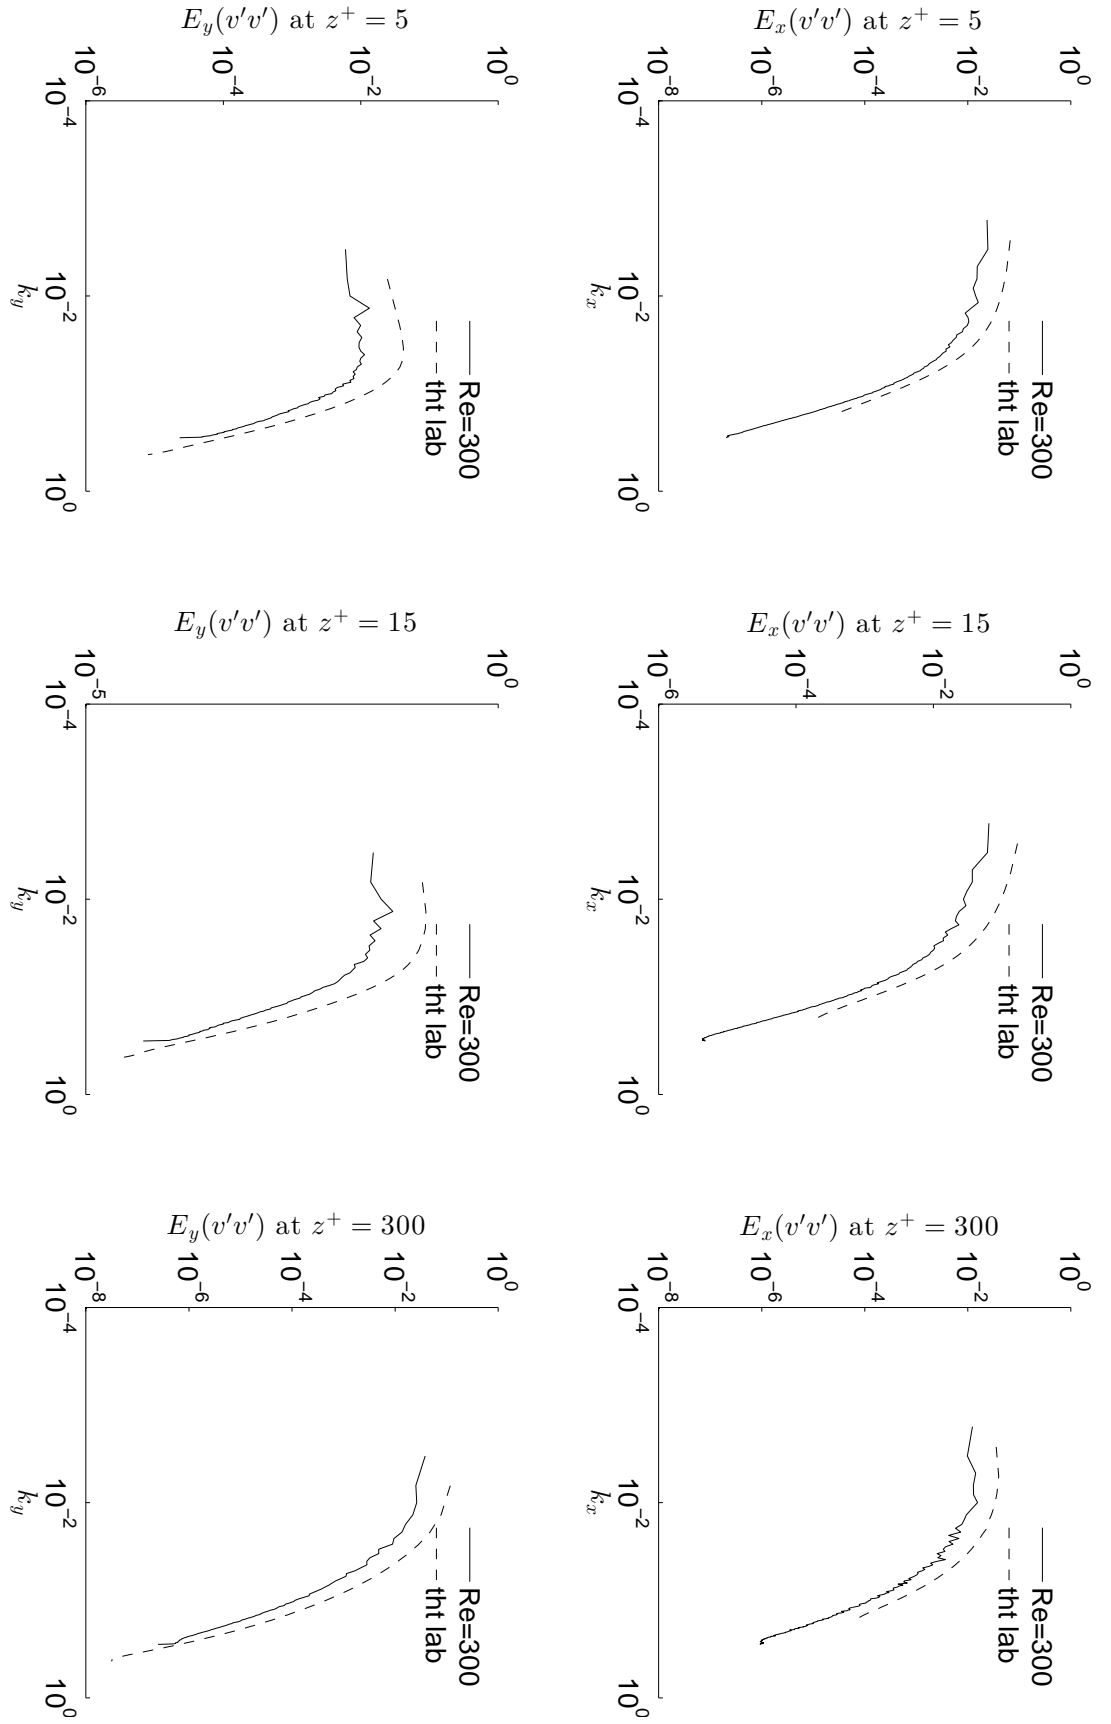 $E_x(v'v')$ at $z^+ = 5$
10^0
10^-2
10^-4
10^-6
10^-8
10^-4
10^-2
10^0
$k_x$
Re=300
tht lab
$E_x(v'v')$ at $z^+ = 15$
10^0
10^-2
10^-4
10^-6
10^-4
10^-2
10^0
$k_x$
Re=300
tht lab
$E_x(v'v')$ at $z^+ = 300$
10^0
10^-2
10^-4
10^-6
10^-8
10^-4
10^-2
10^0
$k_x$
Re=300
tht lab
$E_y(v'v')$ at $z^+ = 5$
10^0
10^-2
10^-4
10^-6
10^-4
10^-2
10^0
$k_y$
Re=300
tht lab
$E_y(v'v')$ at $z^+ = 15$
10^0
10^-5
10^-4
10^-2
10^0
$k_y$
Re=300
tht lab
$E_y(v'v')$ at $z^+ = 300$
10^0
10^-2
10^-4
10^-6
10^-8
10^-4
10^-2
10^0
$k_y$
Re=300
tht lab